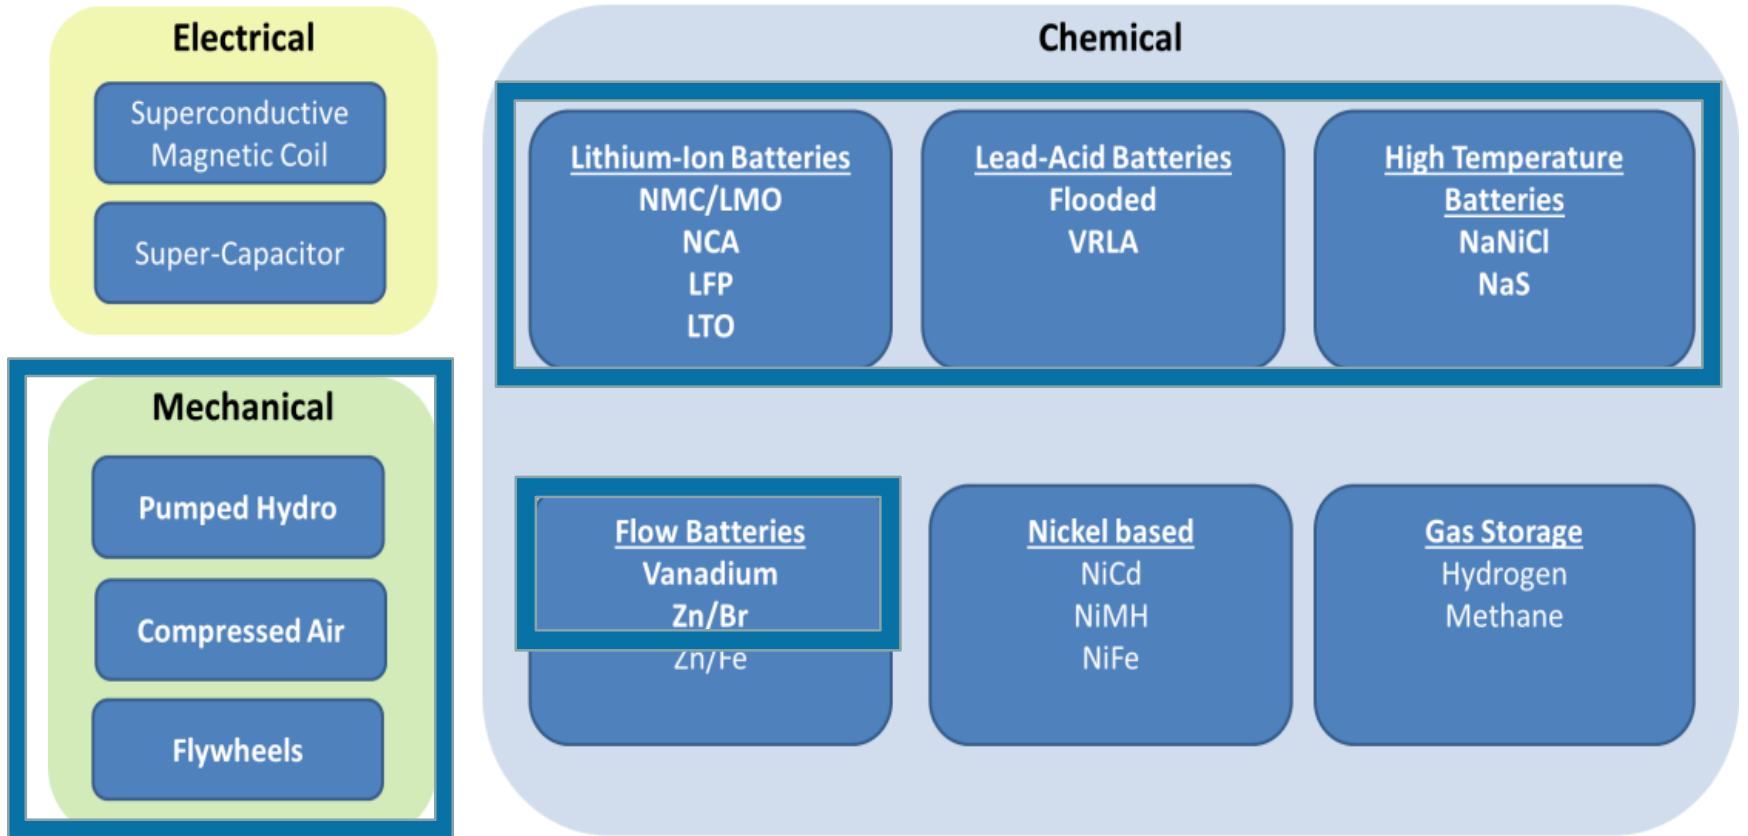 Electrical
Superconductive
Magnetic Coil
Super-Capacitor
Mechanical
Pumped Hydro
Compressed Air
Flywheels
Chemical
Lithium-Ion Batteries
NMC/LMO
NCA
LFP
LTO
Lead-Acid Batteries
Flooded
VRLA
High Temperature
Batteries
NaNiCl
NaS
Flow Batteries
Vanadium
Zn/Br
Zn/Fe
Nickel based
NiCd
NiMH
NiFe
Gas Storage
Hydrogen
Methane